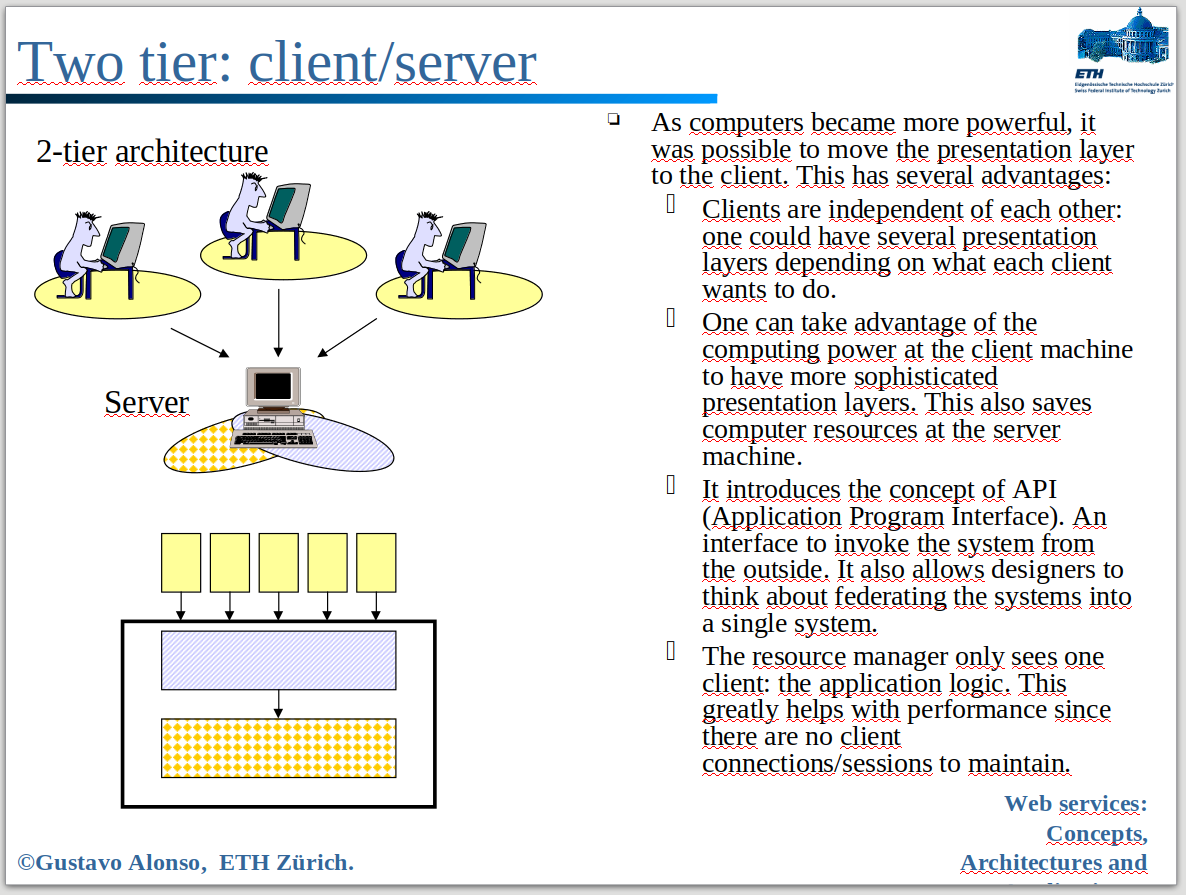 Two tier: client/server
ETH
Eidgenössische Technische Hochschule Zürich
Swiss Federal Institute of Technology Zurich
2-tier architecture
Server
As computers became more powerful, it
was possible to move the presentation layer
to the client. This has several advantages:
Clients are independent of each other:
one could have several presentation
layers depending on what each client
wants to do.
One can take advantage of the
computing power at the client machine
to have more sophisticated
presentation layers. This also saves
computer resources at the server
machine.
It introduces the concept of API
(Application Program Interface). An
interface to invoke the system from
the outside. It also allows designers to
think about federating the systems into
a single system.
The resource manager only sees one
client: the application logic. This
greatly helps with performance since
there are no client
connections/sessions to maintain.
©Gustavo Alonso, ETH Zürich.
Web services:
Concepts,
Architectures and